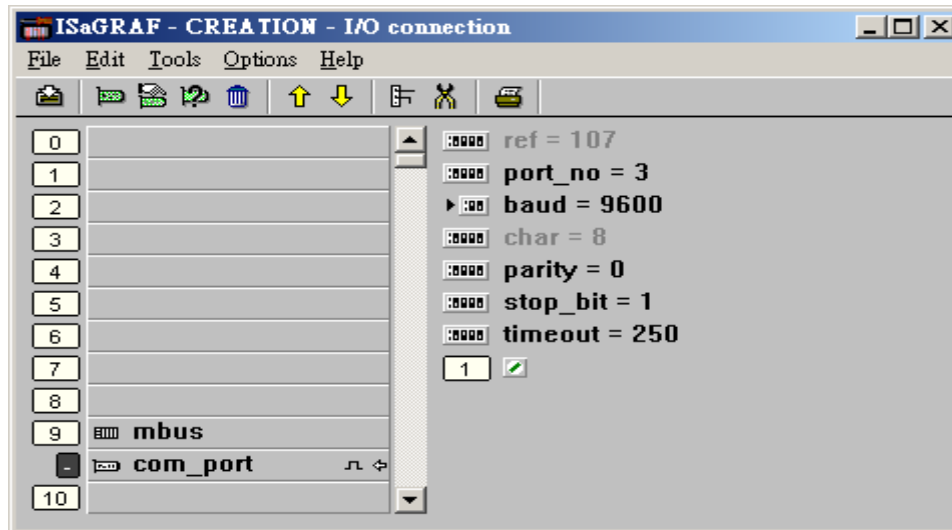 ISaGRAF - CREATION - I/O connection
File Edit Tools Options Help
0
1
2
3
4
5
6
7
8
9 mbus
- com_port
10
ref = 107
port_no = 3
baud = 9600
char = 8
parity = 0
stop_bit = 1
timeout = 250
1